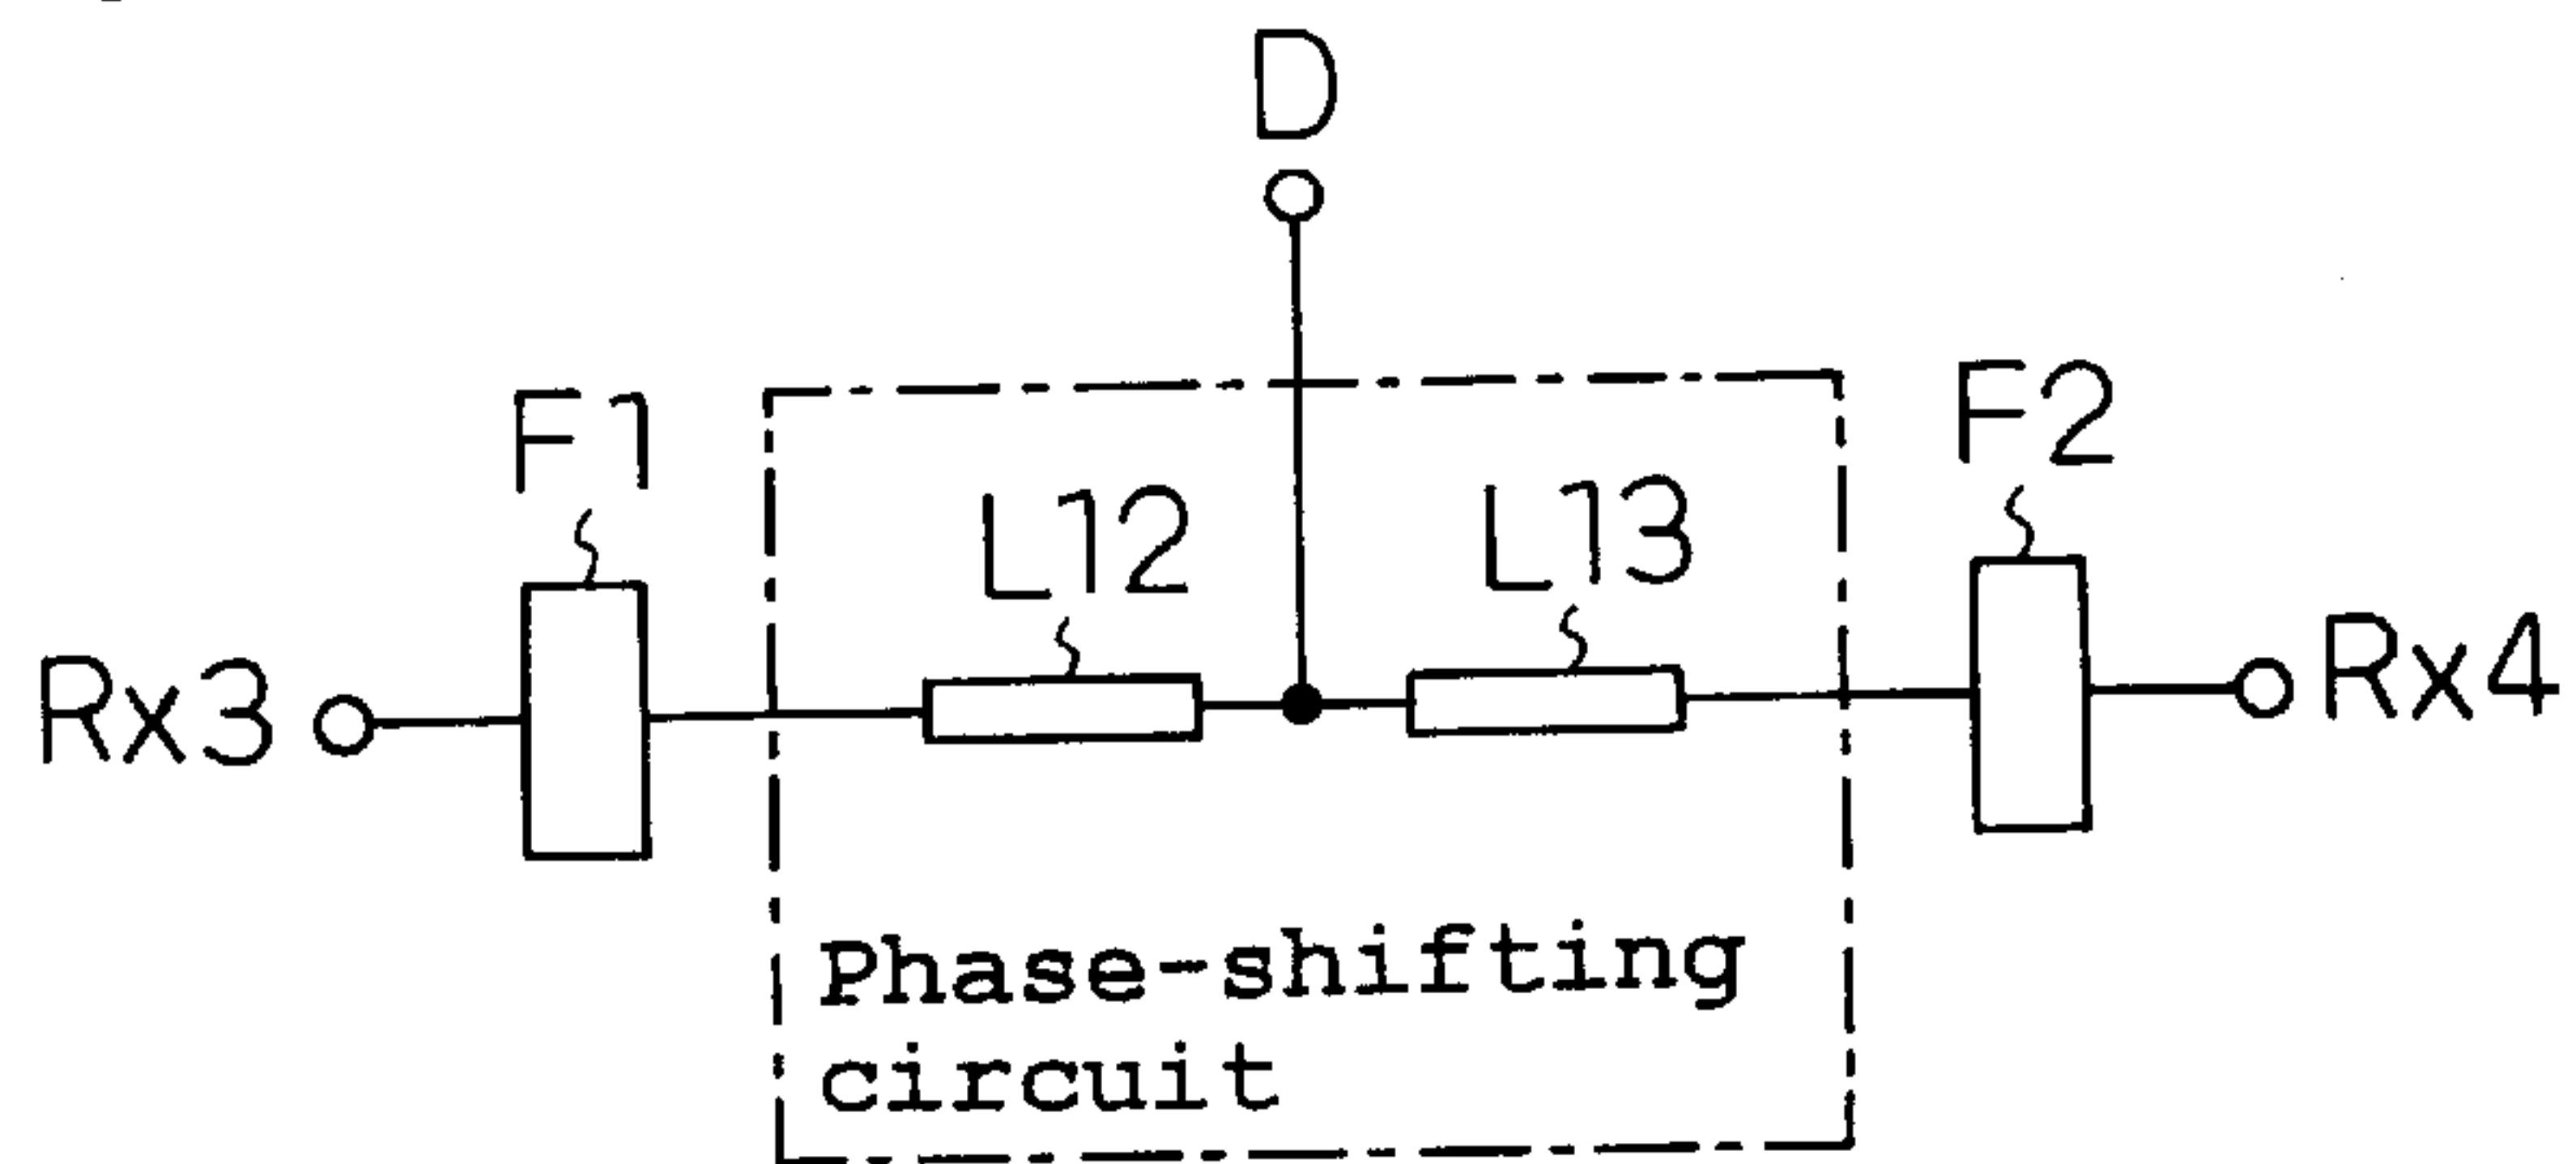 D
F1
F2
L12
L13
Rx3
Rx4
Phase-shifting
circuit